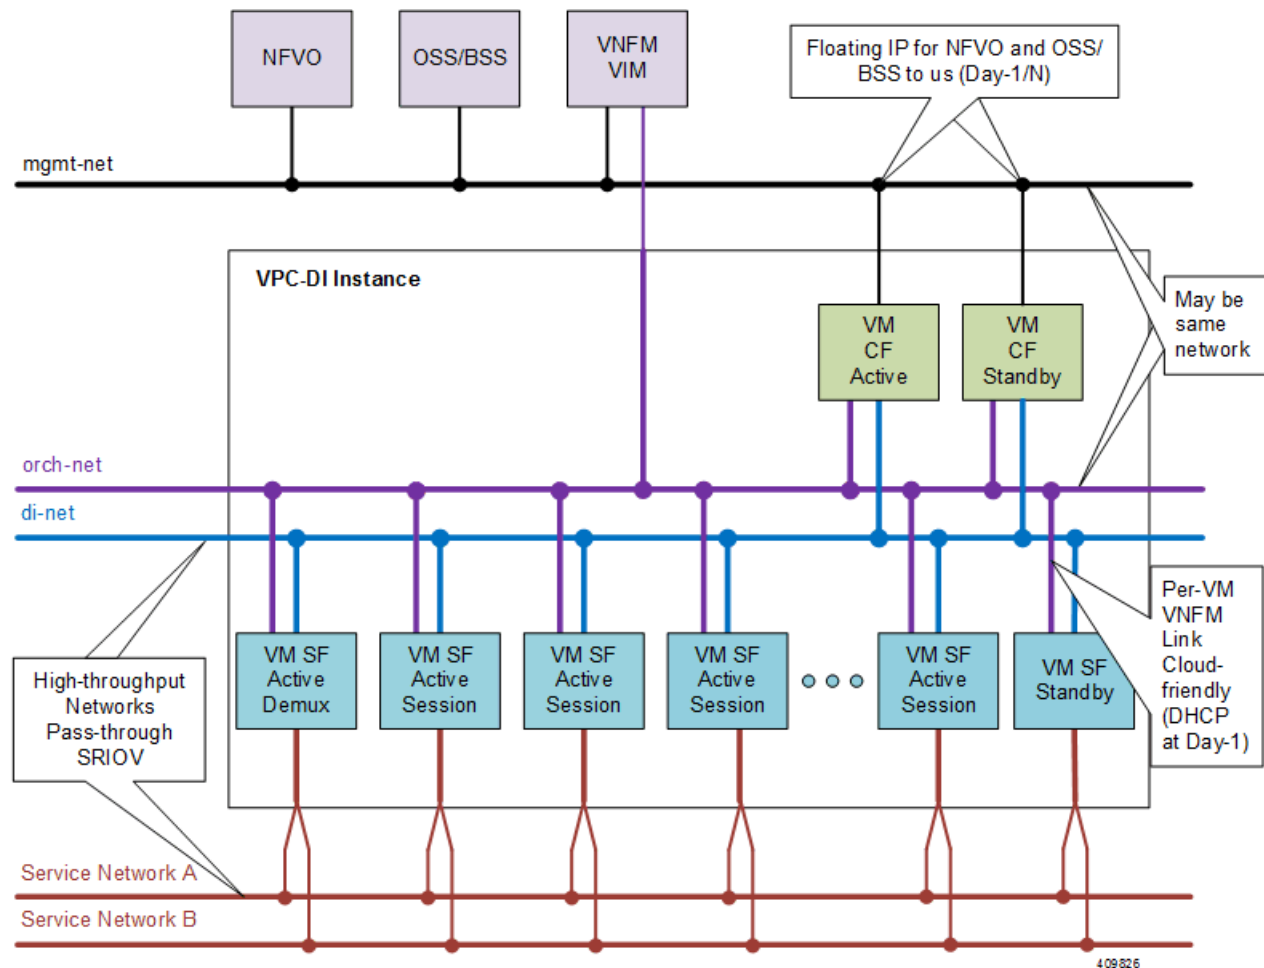 NFVO
OSS/BSS
VNFM
VIM
Floating IP for NFVO and OSS/
BSS to us (Day-1/N)
mgmt-net
VPC-DI Instance
VM
CF
Active
VM
CF
Standby
May be
same
network
orch-net
di-net
Per-VM
VNFM
Link
Cloud-
friendly
(DHCP
at Day-1)
High-throughput
Networks
Pass-through
SRIOV
VM SF
Active
Demux
VM SF
Active
Session
VM SF
Active
Session
VM SF
Active
Session
VM SF
Active
Session
VM SF
Standby
Service Network A
Service Network B
409826